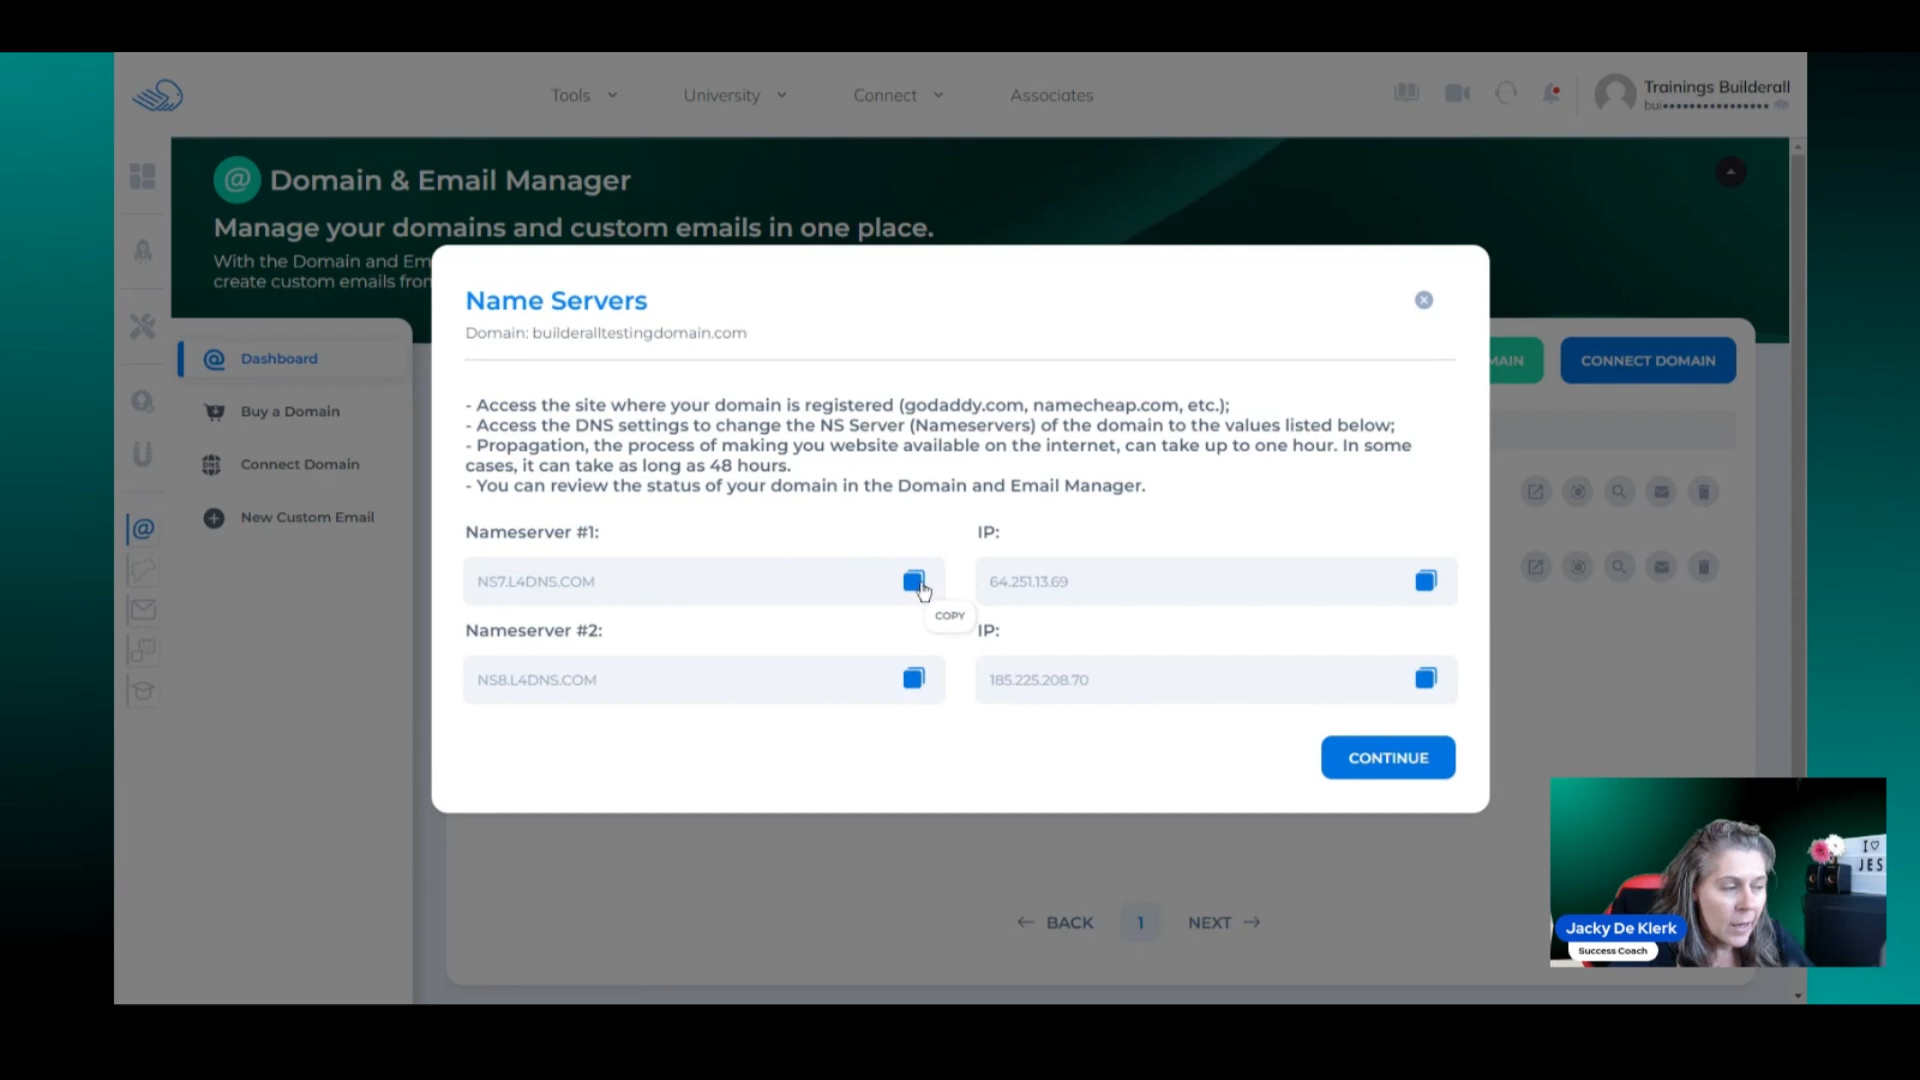 Tools
University
Connect
Associates
Trainings Builderall
bui••••••••••••••••
@ Domain & Email Manager
Manage your domains and custom emails in one place.
With the Domain and Em
create custom emails from
Dashboard
Buy a Domain
DNS
Connect Domain
New Custom Email
MAIN
CONNECT DOMAIN
Name Servers
Domain: builderalltestingdomain.com
- Access the site where your domain is registered (godaddy.com, namecheap.com, etc.);
- Access the DNS settings to change the NS Server (Nameservers) of the domain to the values listed below;
- Propagation, the process of making you website available on the internet, can take up to one hour. In some
cases, it can take as long as 48 hours.
- You can review the status of your domain in the Domain and Email Manager.
Nameserver #1:
IP:
NS7.L4DNS.COM
64.251.13.69
COPY
Nameserver #2:
IP:
NS8.L4DNS.COM
185.225.208.70
CONTINUE
← BACK
1
NEXT →
I ♡
JES
Jacky De Klerk
Success Coach